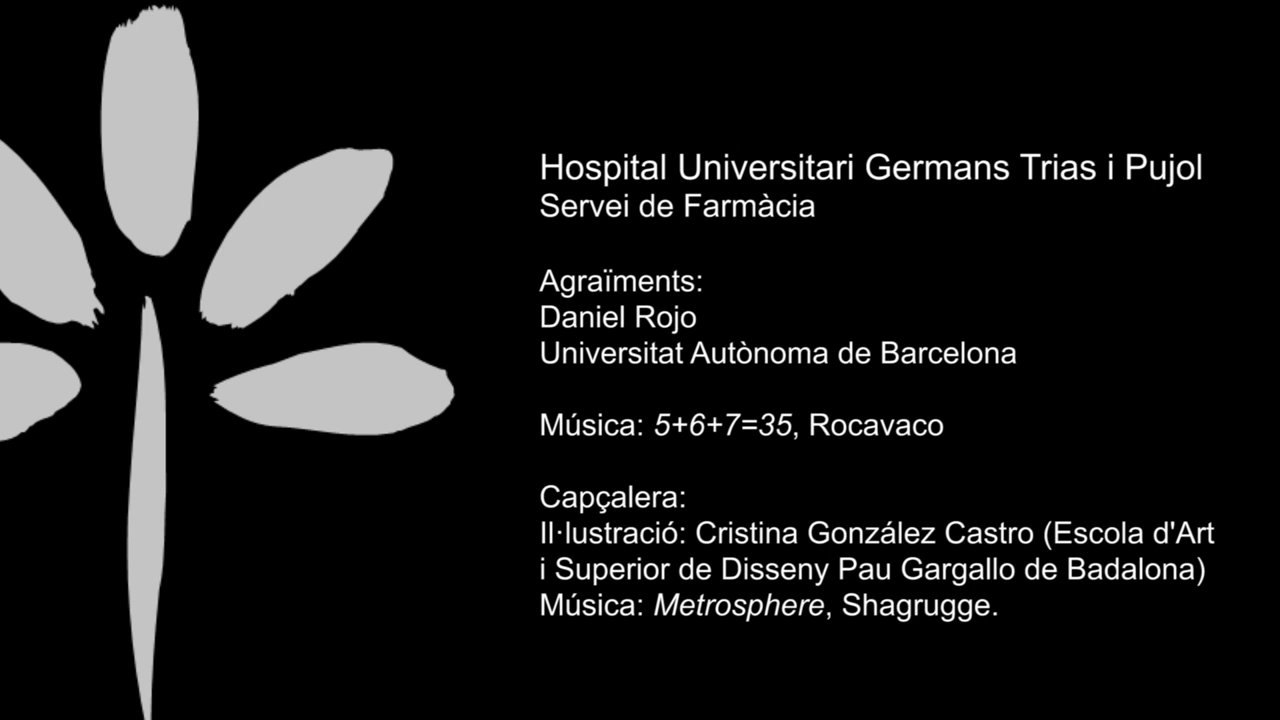 Hospital Universitari Germans Trias i Pujol
Servei de Farmàcia
Agraïments:
Daniel Rojo
Universitat Autònoma de Barcelona
Música: 5+6+7=35, Rocavaco
Capçalera:
Il·lustració: Cristina González Castro (Escola d'Art
i Superior de Disseny Pau Gargallo de Badalona)
Música: Metrosphere, Shagrugge.